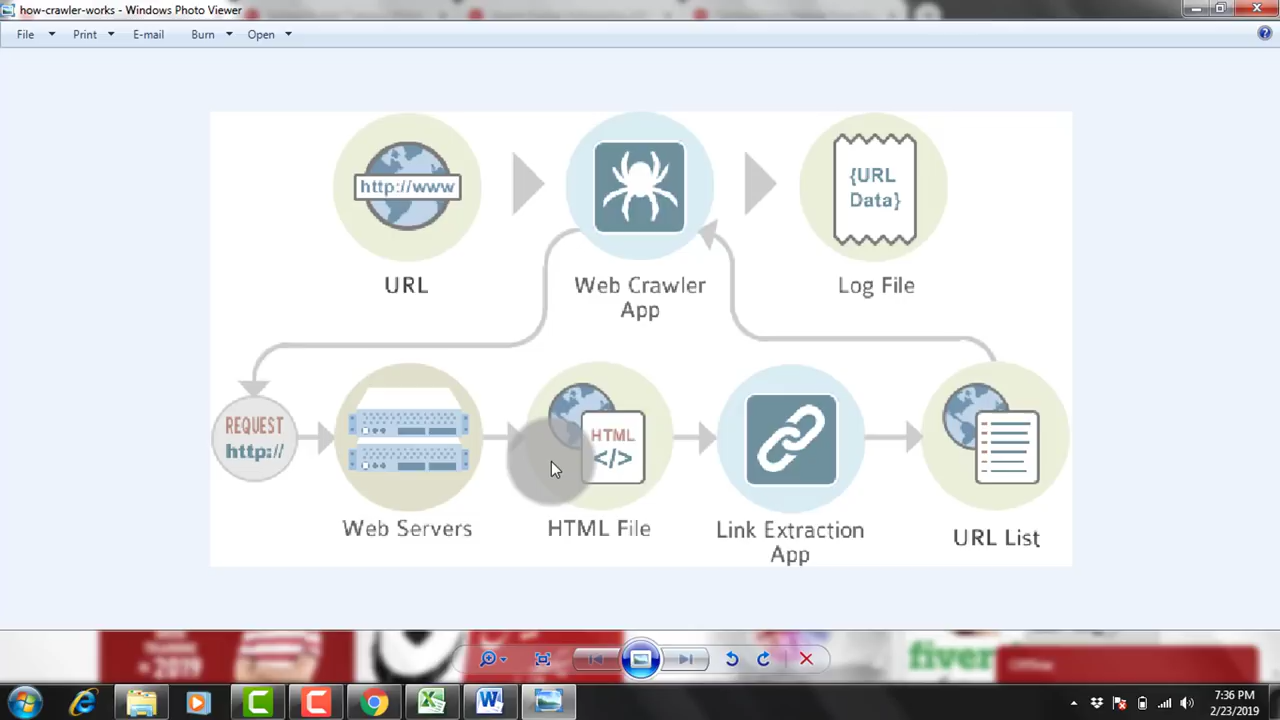 how-crawler-works - Windows Photo Viewer
File Print E-mail Burn Open
http://www
{URL
Data}
URL
Web Crawler
App
Log File
REQUEST
http://
HTML
</>
Web Servers
HTML File
Link Extraction
App
URL List
2019
fiver
7:36 PM
2/23/2019